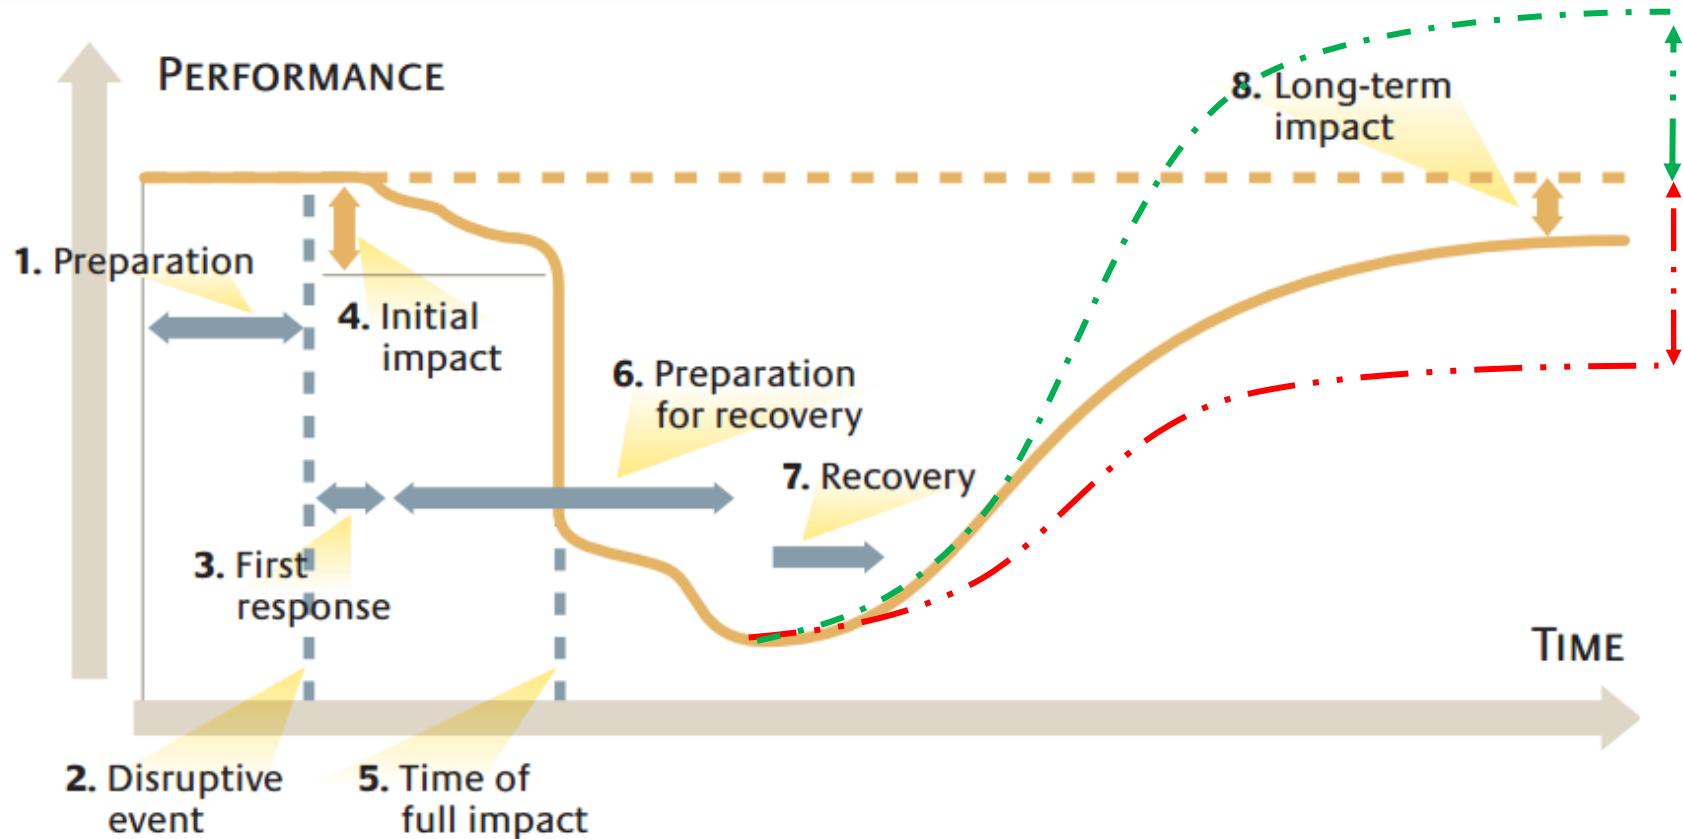 PERFORMANCE
8. Long-term
impact
1. Preparation
4. Initial
impact
6. Preparation
for recovery
7. Recovery
3. First
response
TIME
2. Disruptive
event
5. Time of
full impact